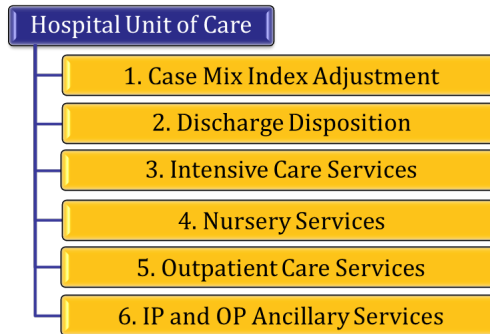 Hospital Unit of Care
1. Case Mix Index Adjustment
2. Discharge Disposition
3. Intensive Care Services
4. Nursery Services
5. Outpatient Care Services
6. IP and OP Ancillary Services